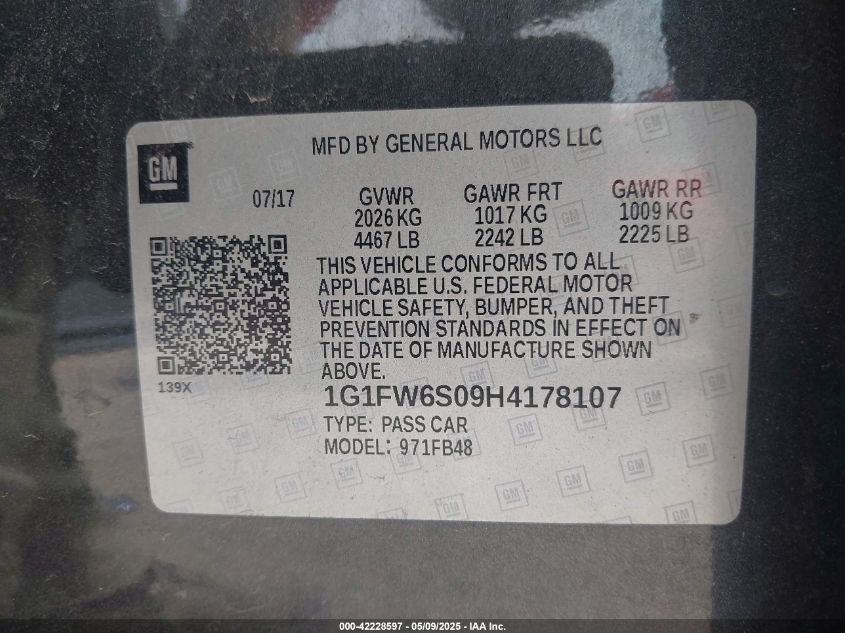 MFD BY GENERAL MOTORS LLC
GM
07/17
GVWR GAWR FRT GAWR RR
2026 KG 1017 KG 1009 KG
4467 LB 2242 LB 2225 LB
THIS VEHICLE CONFORMS TO ALL
APPLICABLE U.S. FEDERAL MOTOR
VEHICLE SAFETY, BUMPER, AND THEFT
PREVENTION STANDARDS IN EFFECT ON
THE DATE OF MANUFACTURE SHOWN
ABOVE.
139X
1G1FW6S09H4178107
TYPE: PASS CAR
MODEL: 971FB48
000-42228597 - 05/09/2025 - IAA Inc.